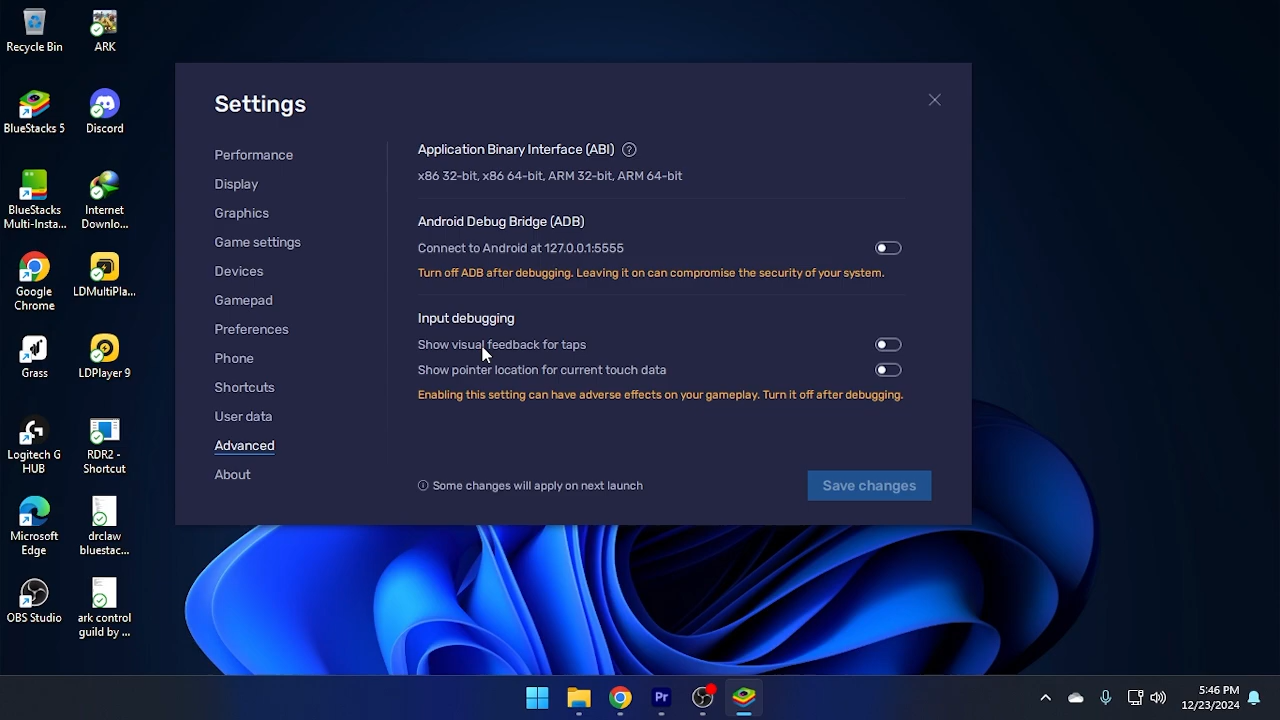 Recycle Bin
ARK
BlueStacks 5
Discord
BlueStacks
Multi-Insta...
Internet
Downlo...
Google
Chrome
LDMultiPla...
Grass
LDPlayer 9
Logitech G
HUB
RDR2 -
Shortcut
Microsoft
Edge
drclaw
bluestac...
OBS Studio
ark control
guild by ...
Settings
Performance
Display
Graphics
Game settings
Devices
Gamepad
Preferences
Phone
Shortcuts
User data
Advanced
About
Application Binary Interface (ABI) ?
x86 32-bit, x86 64-bit, ARM 32-bit, ARM 64-bit
Android Debug Bridge (ADB)
Connect to Android at 127.0.0.1:5555
Turn off ADB after debugging. Leaving it on can compromise the security of your system.
Input debugging
Show visual feedback for taps
Show pointer location for current touch data
Enabling this setting can have adverse effects on your gameplay. Turn it off after debugging.
Some changes will apply on next launch
Save changes
Pr
5:46 PM
12/23/2024